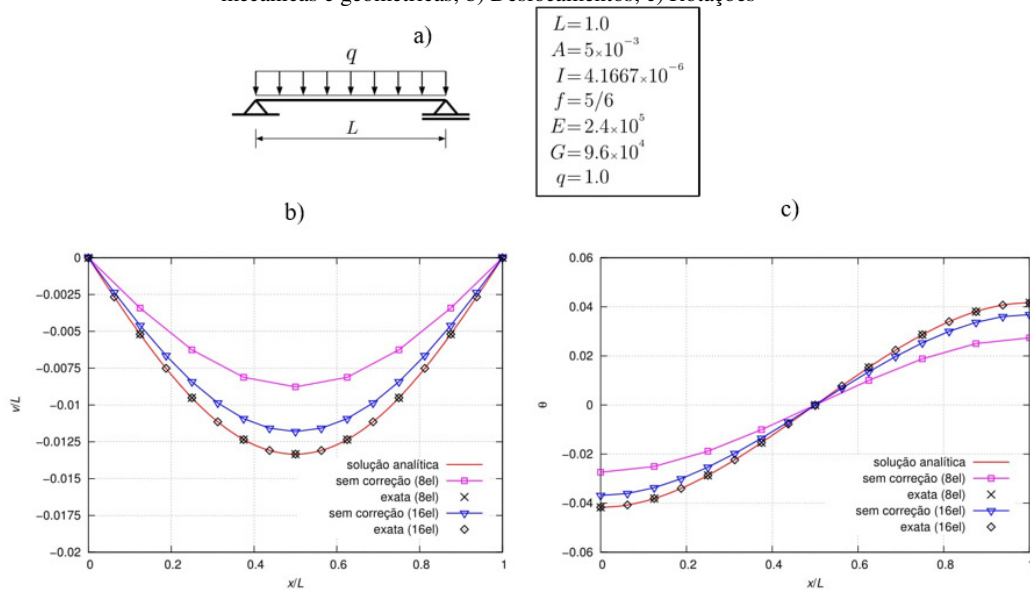 mecânicas e geométricas; b) Deslocamentos; c) Rotações
a)
q
L
L=1.0
A=5×10⁻³
I=4.1667×10⁻⁶
f=5/6
E=2.4×10⁵
G=9.6×10⁴
q=1.0
b)
0
−0.0025
−0.005
−0.0075
−0.01
−0.0125
−0.015
−0.0175
−0.02
v/L
0
0.2
0.4
0.6
0.8
1
x/L
solução analítica
sem correção (8el)
exata (8el)
sem correção (16el)
exata (16el)
c)
0.06
0.04
0.02
0
−0.02
−0.04
−0.06
θ
0
0.2
0.4
0.6
0.8
1
x/L
solução analítica
sem correção (8el)
exata (8el)
sem correção (16el)
exata (16el)